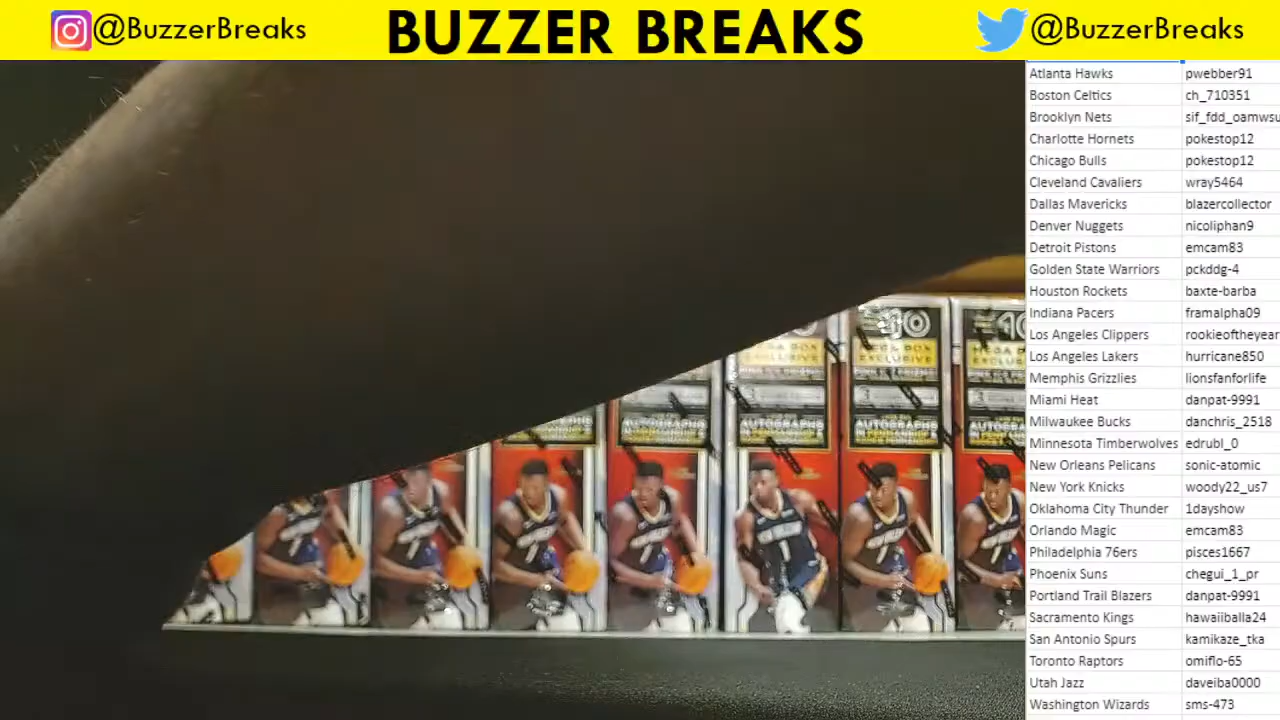 @BuzzerBreaks
BUZZER BREAKS
@BuzzerBreaks
Atlanta Hawks pwebber91
Boston Celtics ch_710351
Brooklyn Nets sif_fdd_oamwsu
Charlotte Hornets pokestop12
Chicago Bulls pokestop12
Cleveland Cavaliers wray5464
Dallas Mavericks blazercollector
Denver Nuggets nicoliphan9
Detroit Pistons emcam83
Golden State Warriors pckddg-4
Houston Rockets baxte-barba
Indiana Pacers framalpha09
Los Angeles Clippers rookieoftheyear
Los Angeles Lakers hurricane850
Memphis Grizzlies lionsfanforlife
Miami Heat danpat-9991
Milwaukee Bucks danchris_2518
Minnesota Timberwolves edrubl_0
New Orleans Pelicans sonic-atomic
New York Knicks woody22_us7
Oklahoma City Thunder 1dayshow
Orlando Magic emcam83
Philadelphia 76ers pisces1667
Phoenix Suns chegui_1_pr
Portland Trail Blazers danpat-9991
Sacramento Kings hawaiiballa24
San Antonio Spurs kamikaze_tka
Toronto Raptors omiflo-65
Utah Jazz daveiba0000
Washington Wizards sms-473
10
MEGA BOX
EXCLUSIVE
AUTOGRAPHS